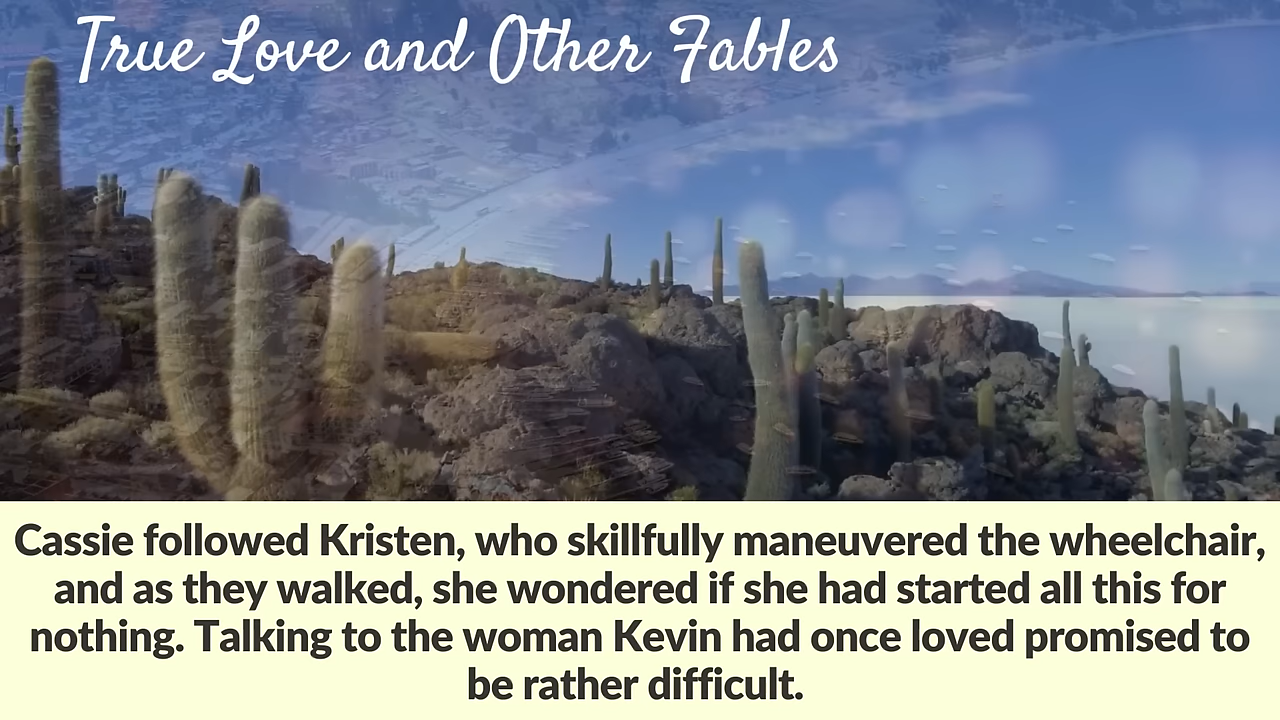 True Love and Other Fables
Cassie followed Kristen, who skillfully maneuvered the wheelchair,
and as they walked, she wondered if she had started all this for
nothing. Talking to the woman Kevin had once loved promised to
be rather difficult.